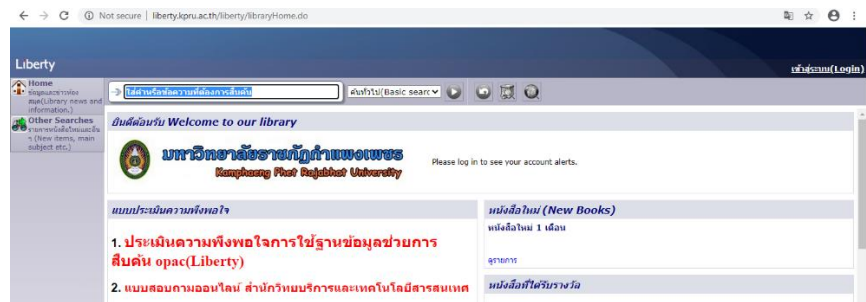 Not secure | liberty.kpru.ac.th/liberty/libraryHome.do
Liberty
เข้าสู่ระบบ(Login)
Home
ข้อมูลและข่าวห้อง
สมุด(Library news and
information.)
Other Searches
รายการหนังสือใหม่และอื่น
ๆ (New items, main
subject etc.)
ใส่คำหรือข้อความที่ต้องการสืบค้น
ค้นทั่วไป(Basic searc
ยินดีต้อนรับ Welcome to our library
มหาวิทยาลัยราชภัฏกำแพงเพชร
Kamphaeng Phet Rajabhat University
Please log in to see your account alerts.
แบบประเมินความพึงพอใจ
1. ประเมินความพึงพอใจการใช้ฐานข้อมูลช่วยการ
สืบค้น opac(Liberty)
2. แบบสอบถามออนไลน์ สำนักวิทยบริการและเทคโนโลยีสารสนเทศ
หนังสือใหม่ (New Books)
หนังสือใหม่ 1 เดือน
ดูรายการ
หนังสือที่ได้รับรางวัล